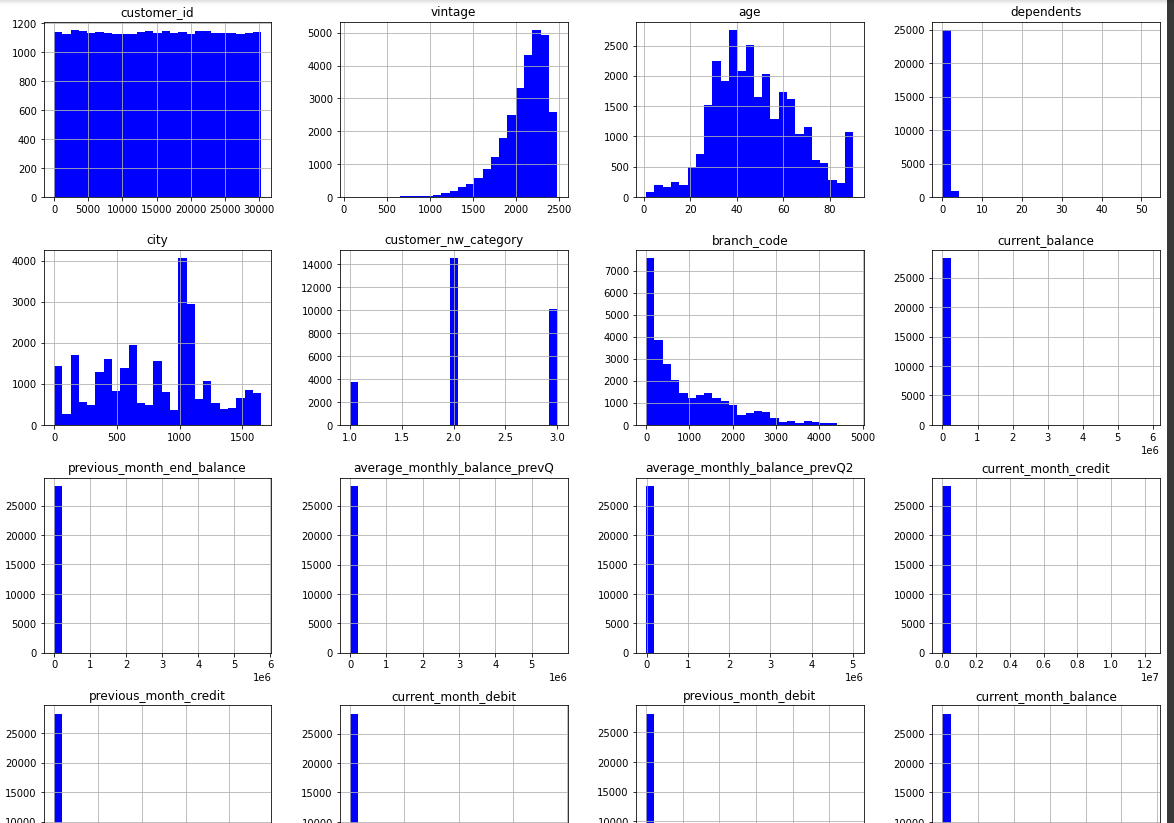 customer_id
vintage
age
dependents
1200
1000
800
600
400
200
0
0 5000 10000 15000 20000 25000 30000
5000
4000
3000
2000
1000
0
0 500 1000 1500 2000 2500
2500
2000
1500
1000
500
0
0 20 40 60 80
25000
20000
15000
10000
5000
0
0 10 20 30 40 50
city
customer_nw_category
branch_code
current_balance
4000
3000
2000
1000
0
0 500 1000 1500
14000
12000
10000
8000
6000
4000
2000
0
1.0 1.5 2.0 2.5 3.0
7000
6000
5000
4000
3000
2000
1000
0
0 1000 2000 3000 4000 5000
25000
20000
15000
10000
5000
0
0 1 2 3 4 5 6
1e6
previous_month_end_balance
average_monthly_balance_prevQ
average_monthly_balance_prevQ2
current_month_credit
25000
20000
15000
10000
5000
0
0 1 2 3 4 5 6
1e6
25000
20000
15000
10000
5000
0
0 1 2 3 4 5
1e6
25000
20000
15000
10000
5000
0
0 1 2 3 4 5
1e6
25000
20000
15000
10000
5000
0
0.0 0.2 0.4 0.6 0.8 1.0 1.2
1e7
previous_month_credit
current_month_debit
previous_month_debit
current_month_balance
25000
20000
15000
10000
25000
20000
15000
10000
25000
20000
15000
10000
25000
20000
15000
10000